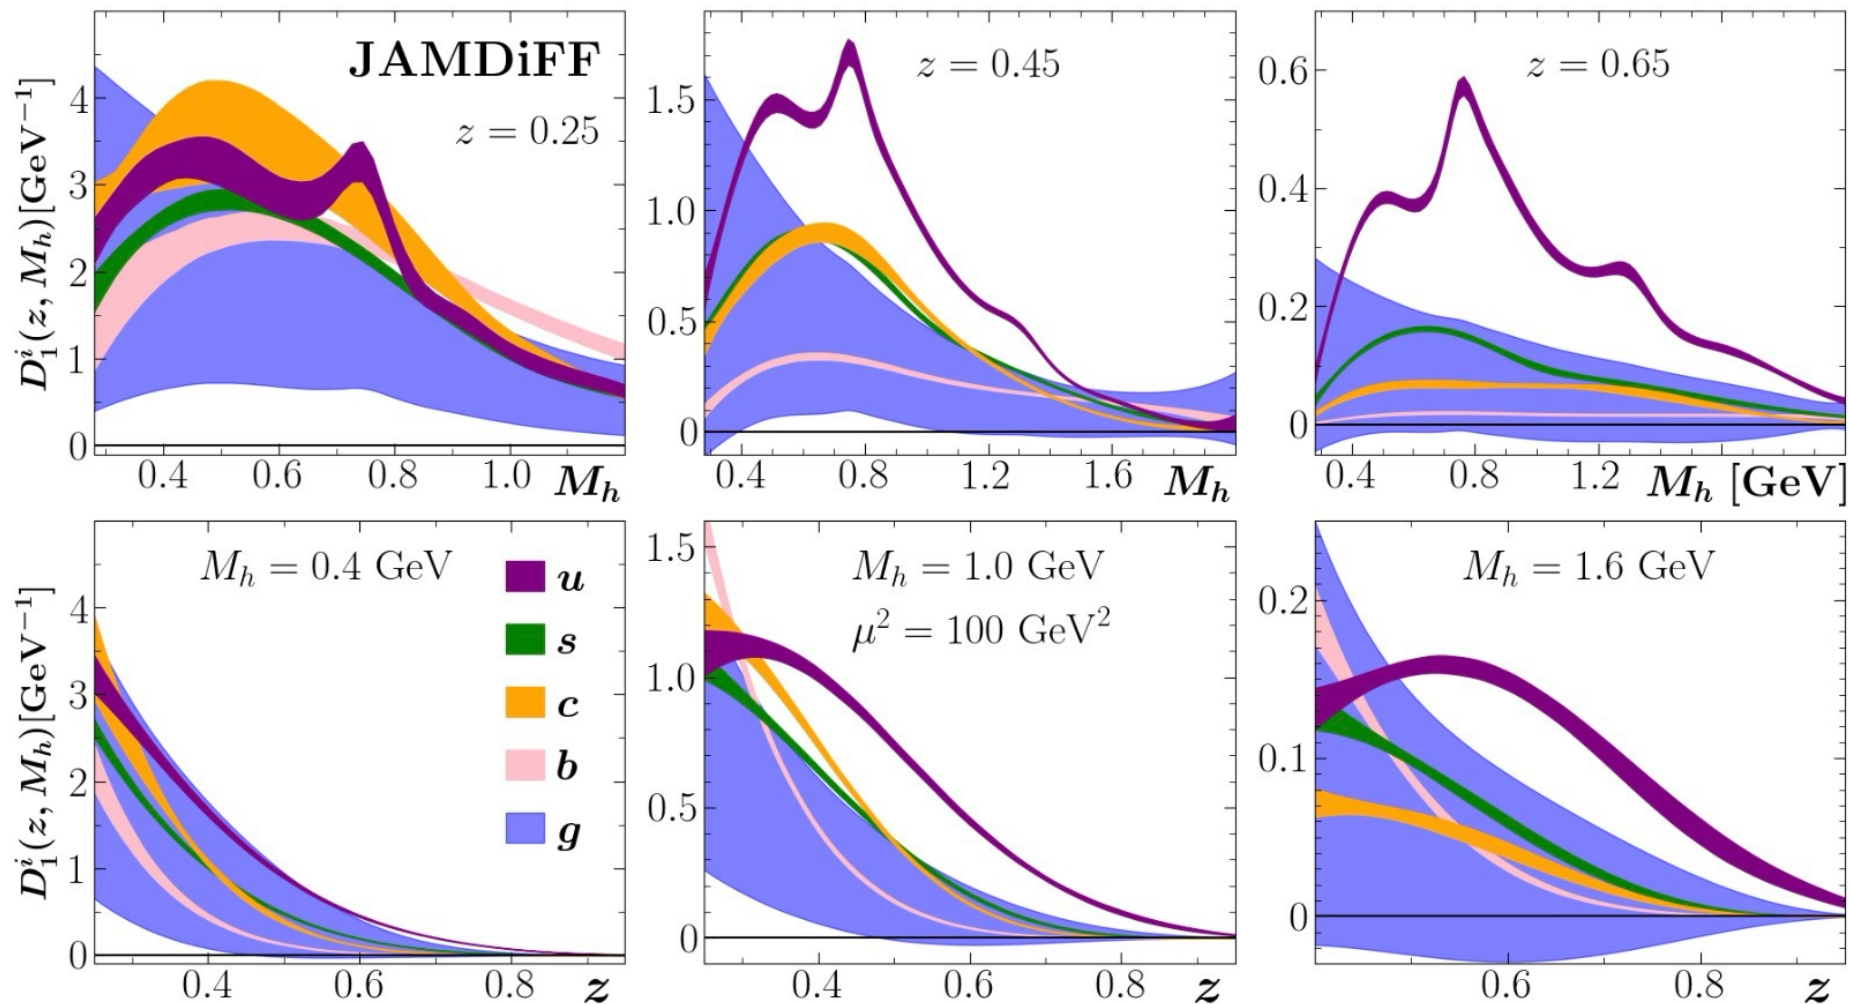 JAMDiFF
z = 0.25
z = 0.45
z = 0.65
D₁ⁱ(z, M_h)[GeV⁻¹]
4
3
2
1
0
0.4 0.6 0.8 1.0 M_h
1.5
1.0
0.5
0
0.4 0.8 1.2 1.6 M_h
0.6
0.4
0.2
0
0.4 0.8 1.2 M_h [GeV]
M_h = 0.4 GeV
u
s
c
b
g
D₁ⁱ(z, M_h)[GeV⁻¹]
4
3
2
1
0
0.4 0.6 0.8 z
M_h = 1.0 GeV
μ² = 100 GeV²
1.5
1.0
0.5
0
0.4 0.6 0.8 z
M_h = 1.6 GeV
0.2
0.1
0
0.6 0.8 z